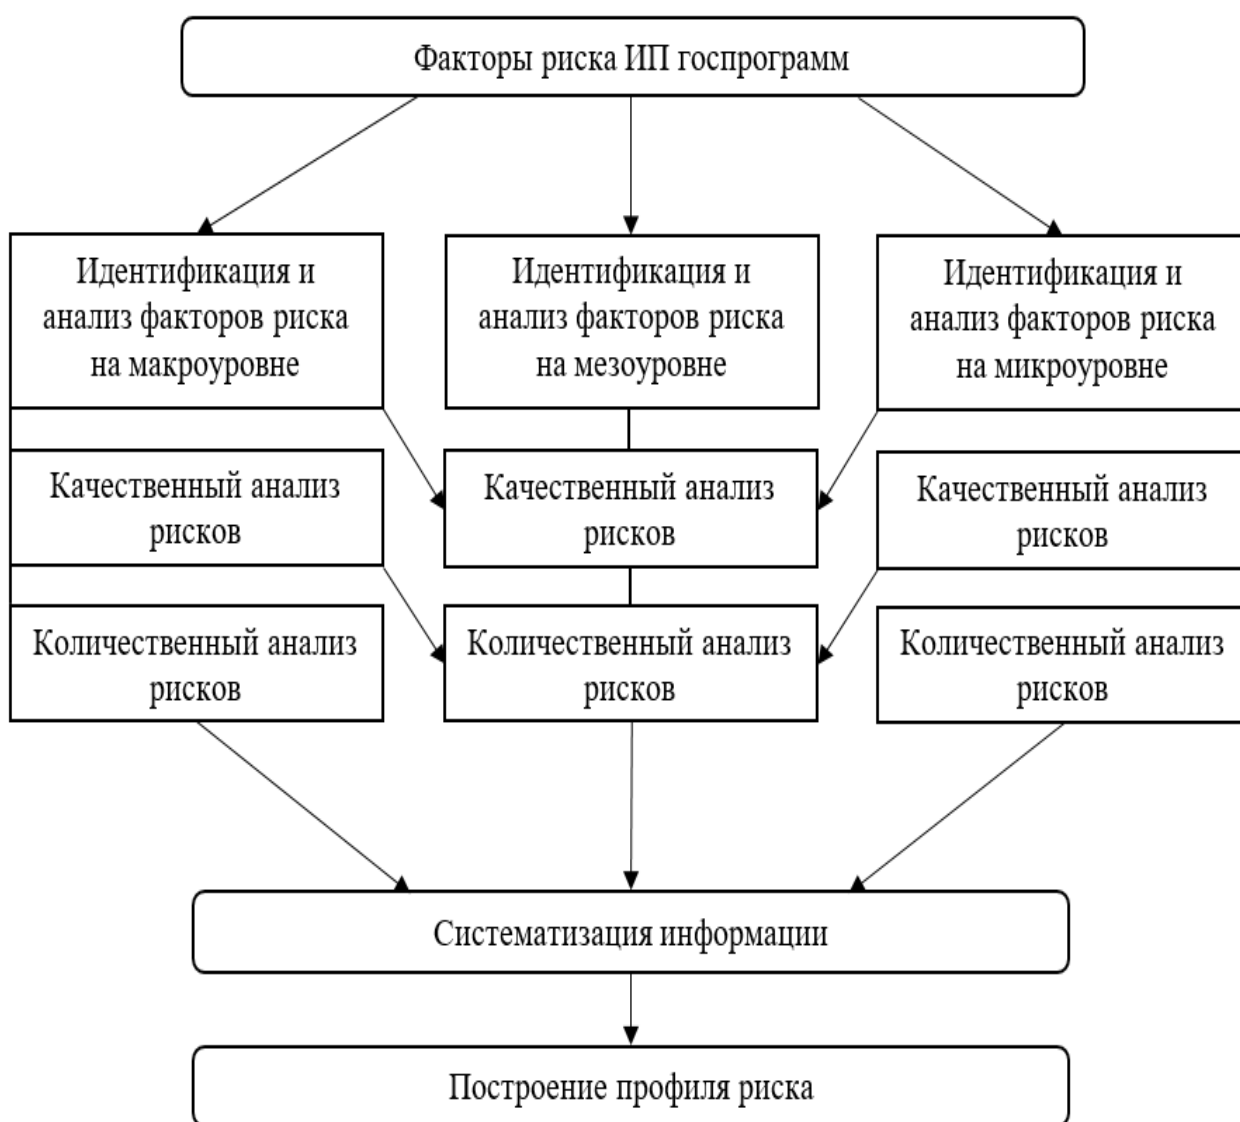 Факторы риска ИП госпрограмм
Идентификация и
анализ факторов риска
на макроуровне
Идентификация и
анализ факторов риска
на мезоуровне
Идентификация и
анализ факторов риска
на микроуровне
Качественный анализ
рисков
Качественный анализ
рисков
Качественный анализ
рисков
Количественный анализ
рисков
Количественный анализ
рисков
Количественный анализ
рисков
Систематизация информации
Построение профиля риска